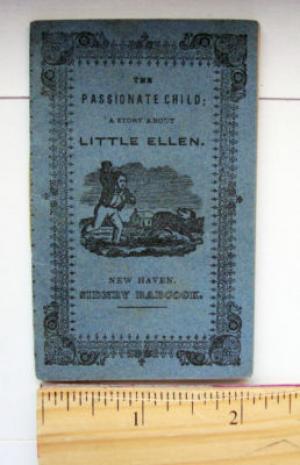 THE
PASSIONATE CHILD;
A STORY ABOUT
LITTLE ELLEN.
NEW HAVEN.
SIDNEY BABCOCK.
1 2